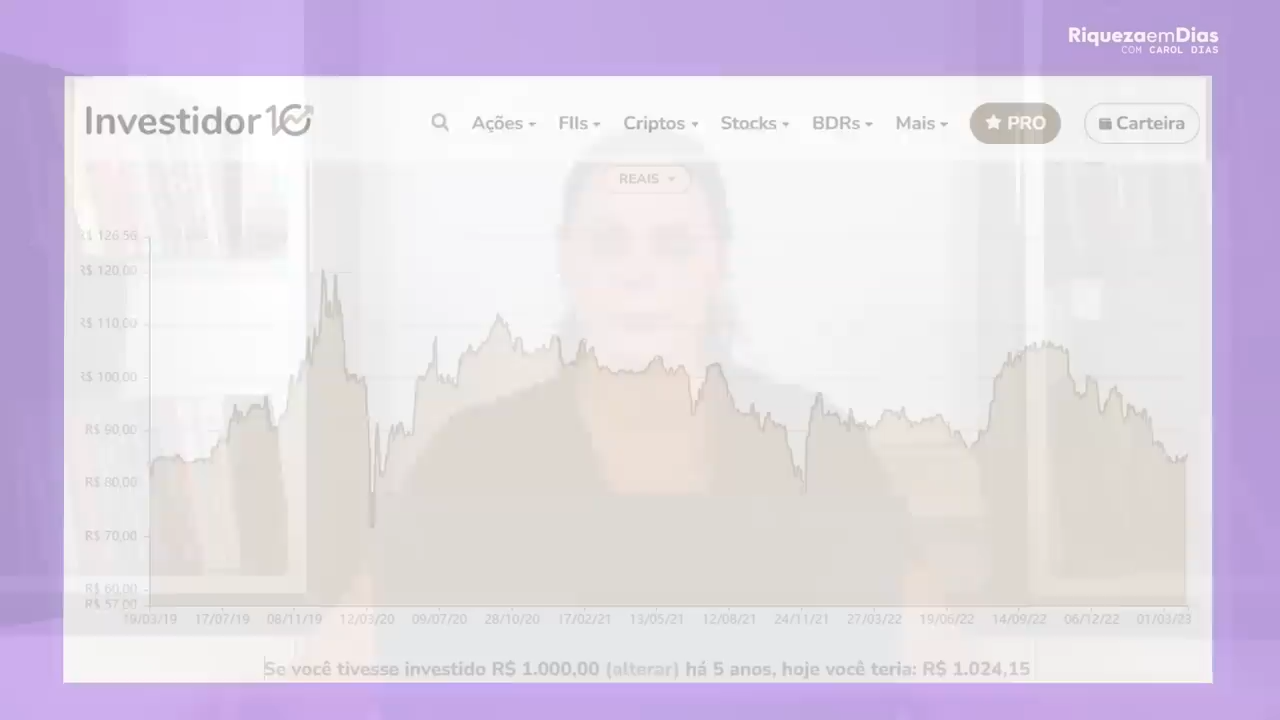 RiquezaemDias
COM CAROL DIAS
Investidor10
Ações
FIIs
Criptos
Stocks
BDRs
Mais
PRO
Carteira
REAIS
R$ 126,56
R$ 120,00
R$ 110,00
R$ 100,00
R$ 90,00
R$ 80,00
R$ 70,00
R$ 60,00
R$ 57,00
19/03/19 17/07/19 08/11/19 12/03/20 09/07/20 28/10/20 17/02/21 13/05/21 12/08/21 24/11/21 27/03/22 19/06/22 14/09/22 06/12/22 01/03/23
Se você tivesse investido R$ 1.000,00 (alterar) há 5 anos, hoje você teria: R$ 1.024,15